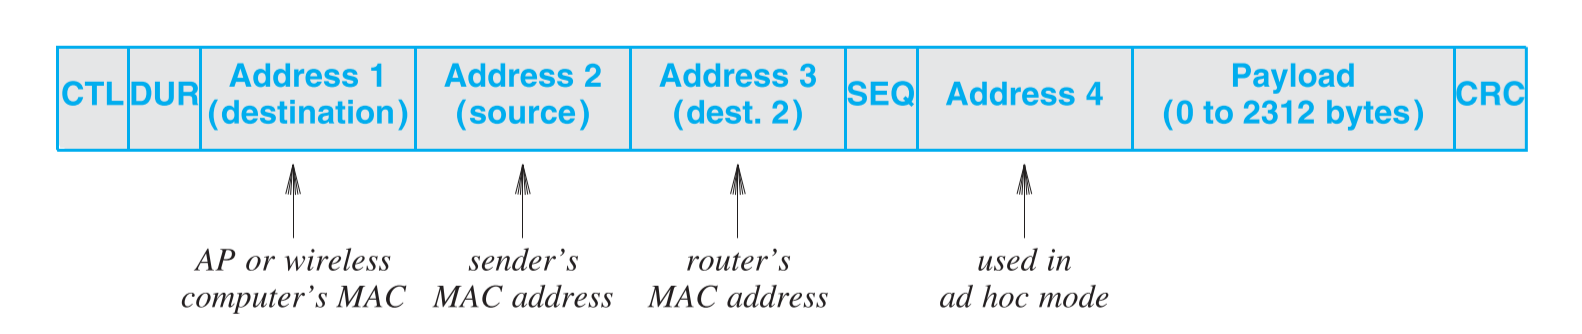 CTL
DUR
Address 1
(destination)
Address 2
(source)
Address 3
(dest. 2)
SEQ
Address 4
Payload
(0 to 2312 bytes)
CRC
AP or wireless
computer's MAC
sender's
MAC address
router's
MAC address
used in
ad hoc mode